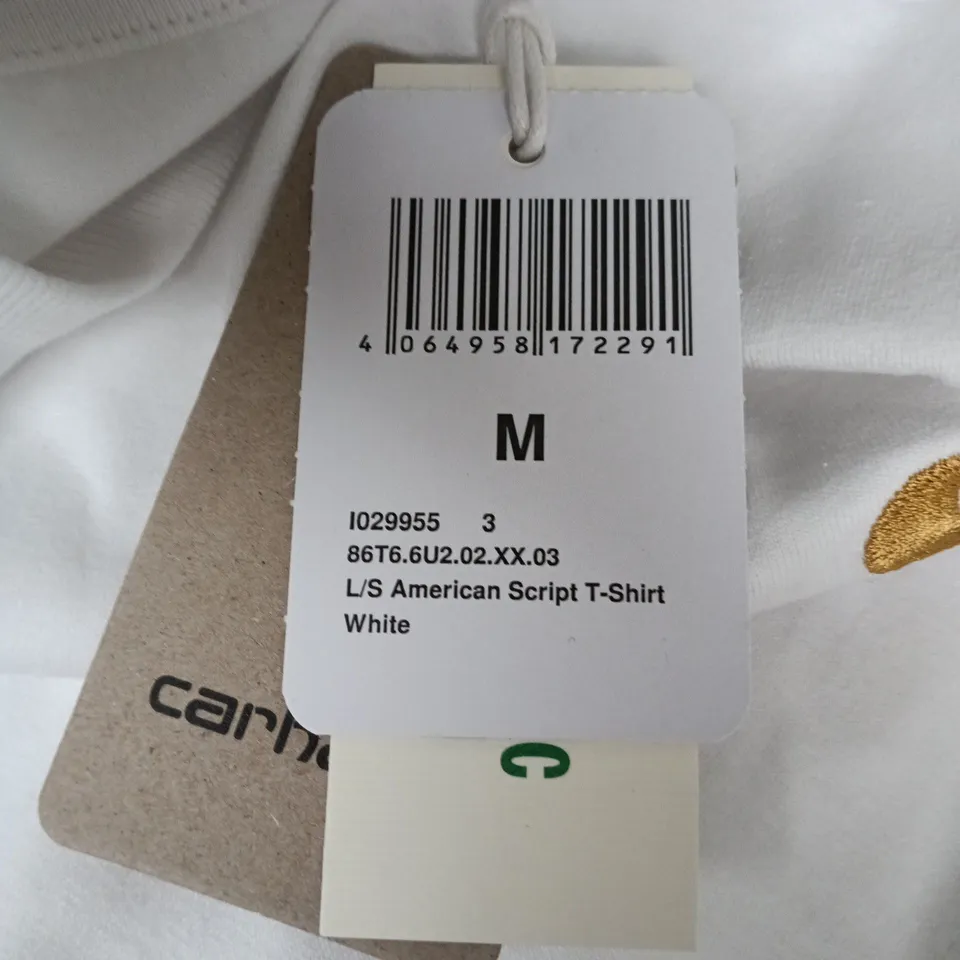 4 064958 172291
M
I029955 3
86T6.6U2.02.XX.03
L/S American Script T-Shirt
White
carh
C